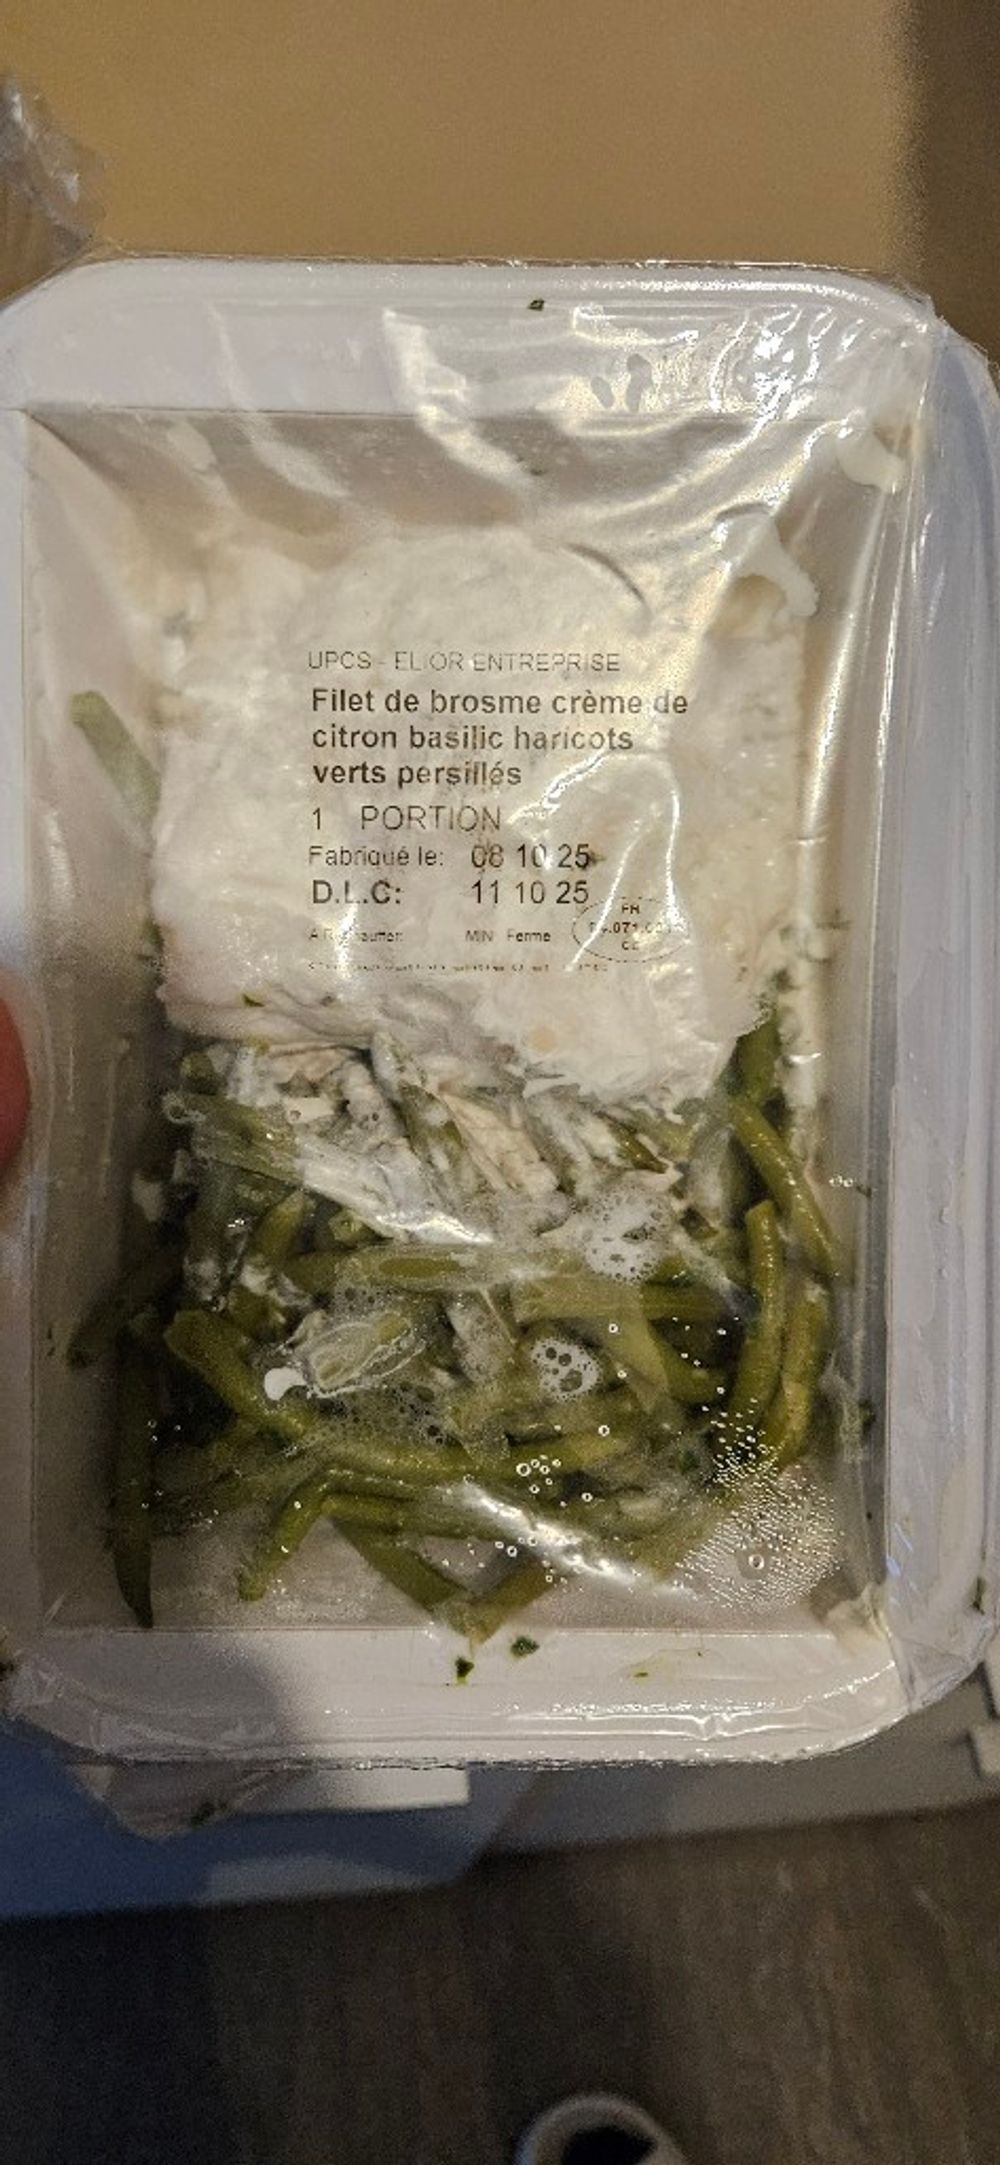 UPCS - ELIOR ENTREPRISE
Filet de brosme crème de
citron basilic haricots
verts persillés
1 PORTION
Fabriqué le: 08 10 25
D.L.C: 11 10 25
FR
CE
MIN Ferme